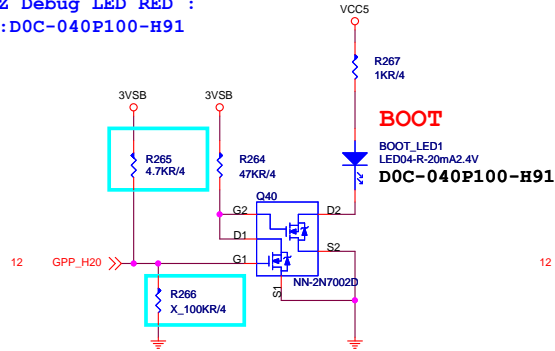 Z Debug LED RED :
:D0C-040P100-H91
VCC5
R267
1KR/4
3VSB
3VSB
BOOT
BOOT_LED1
LED04-R-20mA2.4V
D0C-040P100-H91
R265
4.7KR/4
R264
47KR/4
Q40
G2
D2
D1
S2
12
GPP_H20
G1
12
NN-2N7002D
S1
R266
X_100KR/4